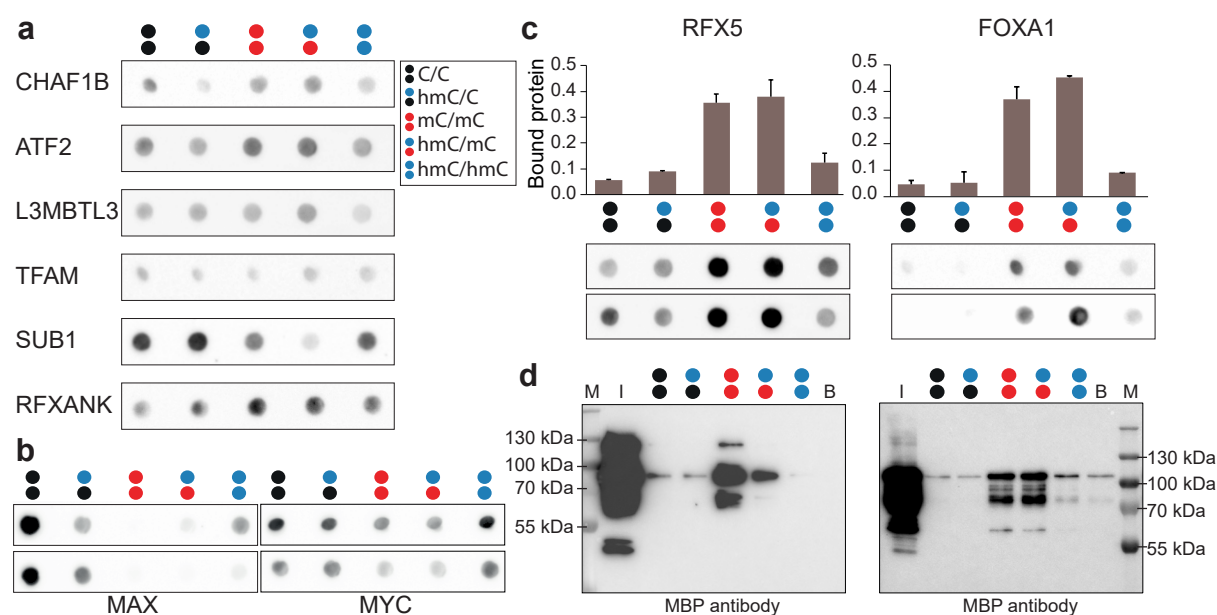 a
CHAF1B
ATF2
L3MBTL3
TFAM
SUB1
RFXANK
C/C
hmC/C
mC/mC
hmC/mC
hmC/hmC
b
MAX MYC
c
RFX5 FOXA1
Bound protein
0.5
0.4
0.3
0.2
0.1
0.0
0.5
0.4
0.3
0.2
0.1
0.0
d
M I B
130 kDa
100 kDa
70 kDa
55 kDa
MBP antibody
I B M
130 kDa
100 kDa
70 kDa
55 kDa
MBP antibody